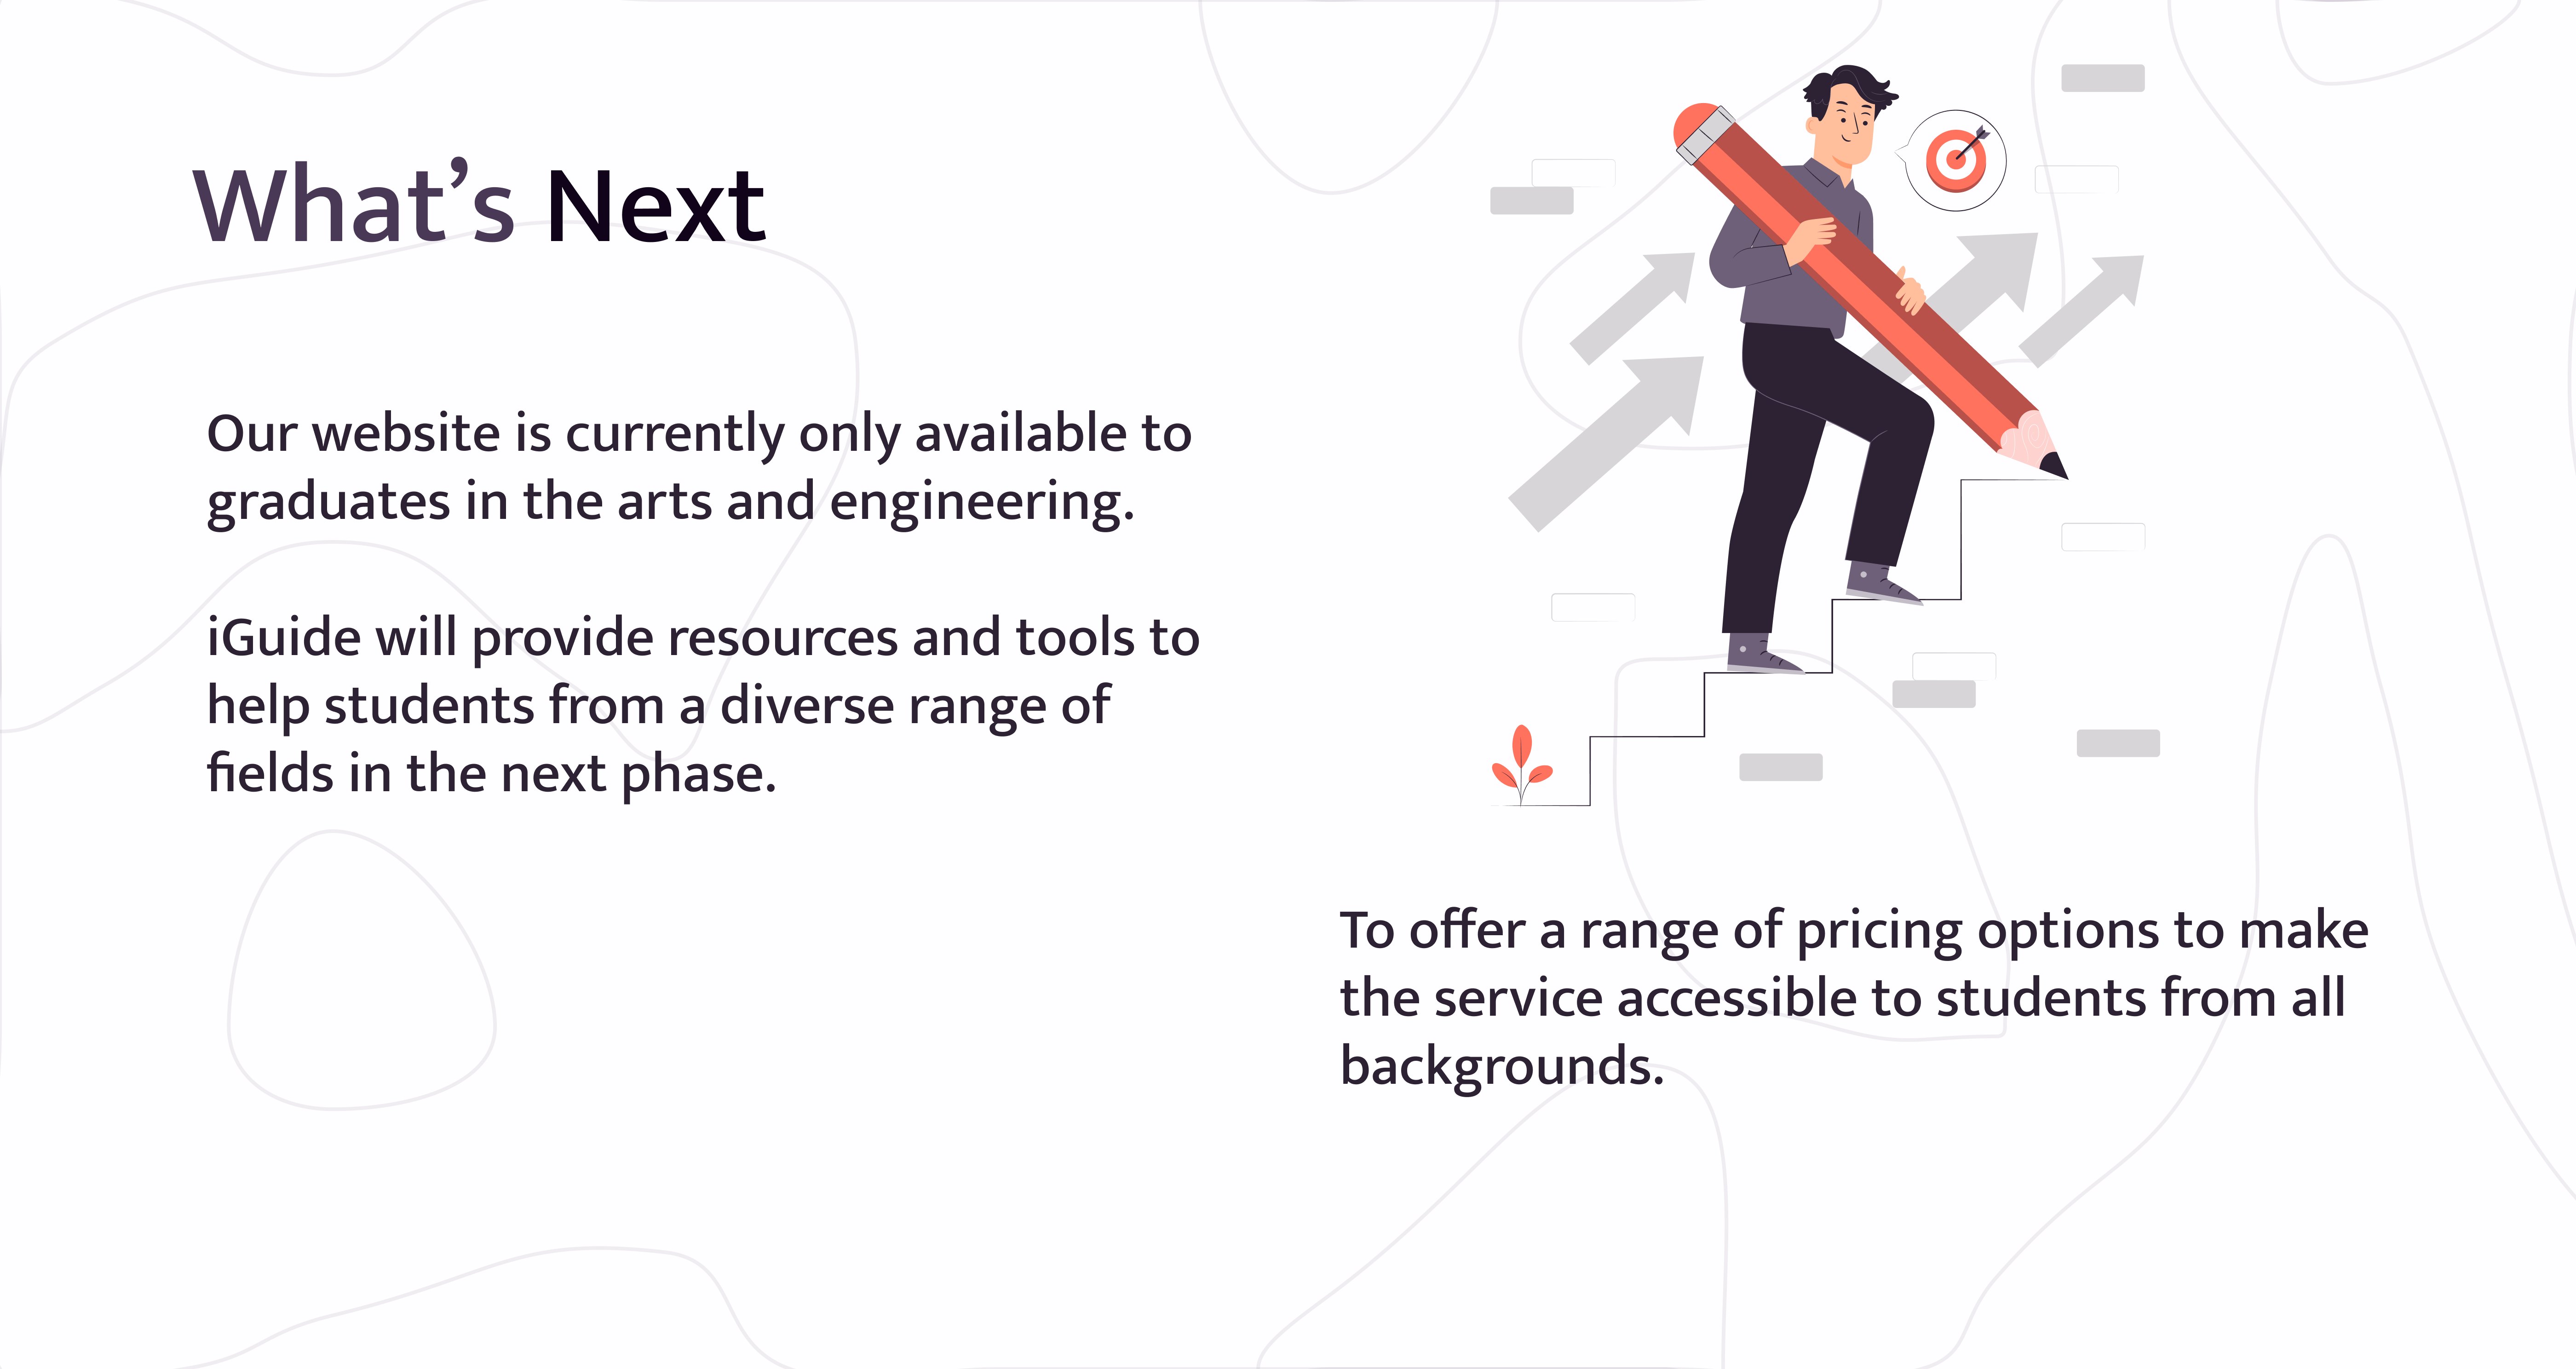 What’s Next
Our website is currently only available to
graduates in the arts and engineering.
iGuide will provide resources and tools to
help students from a diverse range of
fields in the next phase.
To offer a range of pricing options to make
the service accessible to students from all
backgrounds.